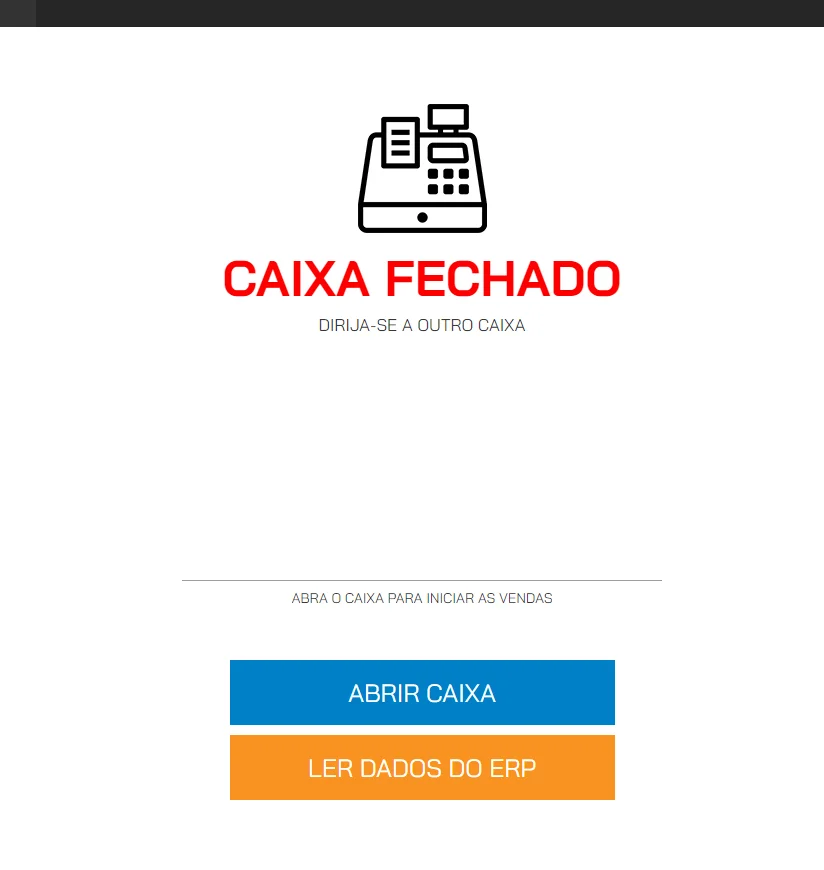 CAIXA FECHADO
DIRIJA-SE A OUTRO CAIXA
ABRA O CAIXA PARA INICIAR AS VENDAS
ABRIR CAIXA
LER DADOS DO ERP